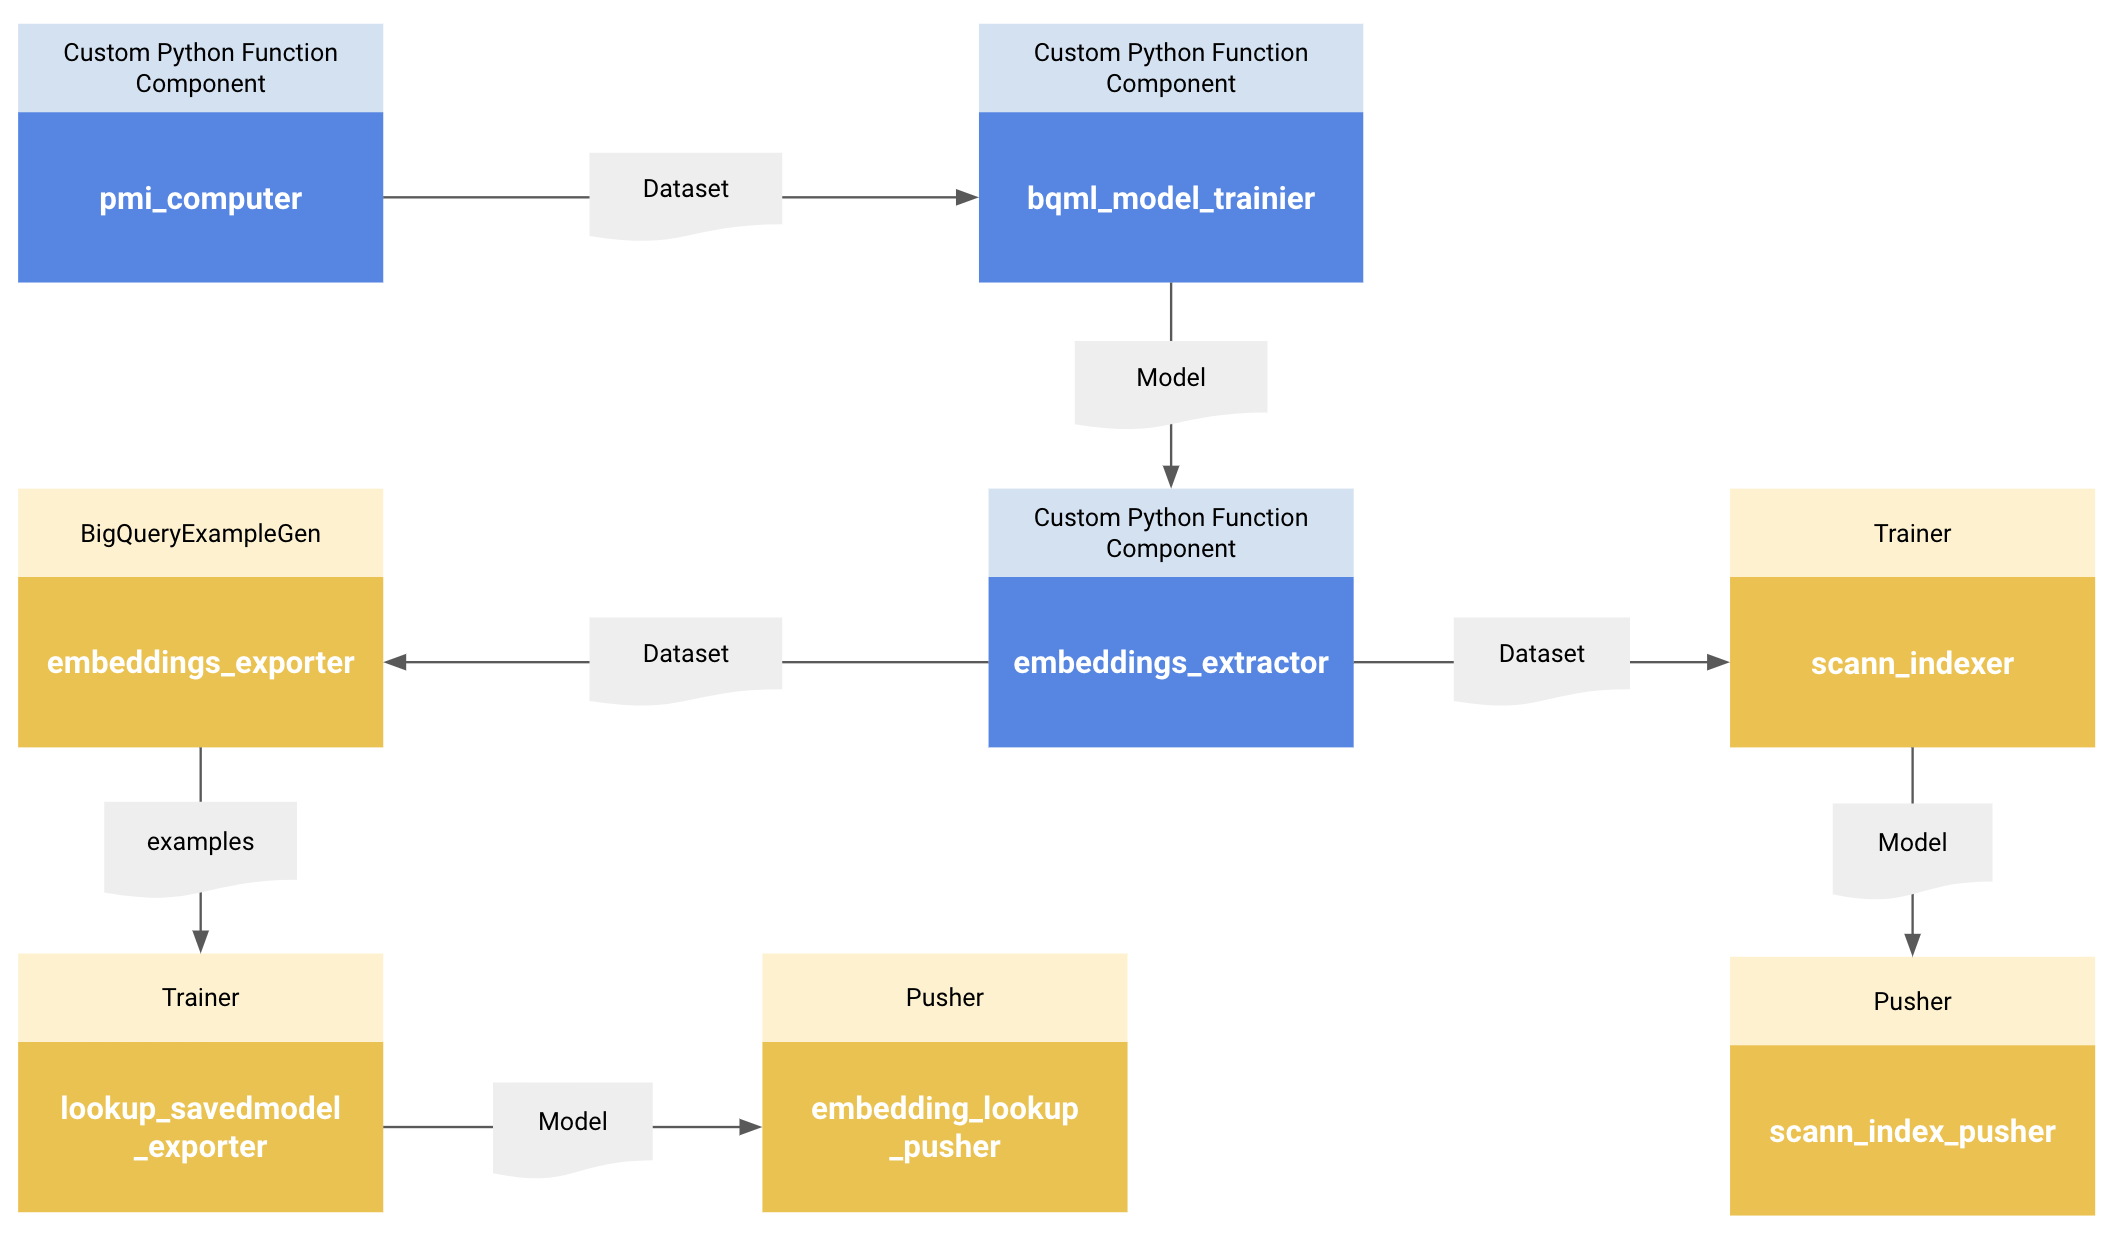 Custom Python Function
Component
pmi_computer
Dataset
Custom Python Function
Component
bqml_model_trainier
Model
BigQueryExampleGen
embeddings_exporter
Dataset
Custom Python Function
Component
embeddings_extractor
Dataset
Trainer
scann_indexer
examples
Model
Trainer
lookup_savedmodel
_exporter
Model
Pusher
embedding_lookup
_pusher
Pusher
scann_index_pusher